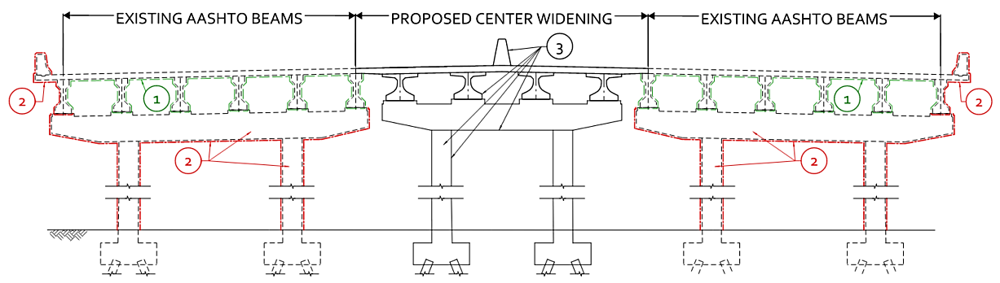 EXISTING AASHTO BEAMS
PROPOSED CENTER WIDENING
EXISTING AASHTO BEAMS
3
2
1
1
2
2
2